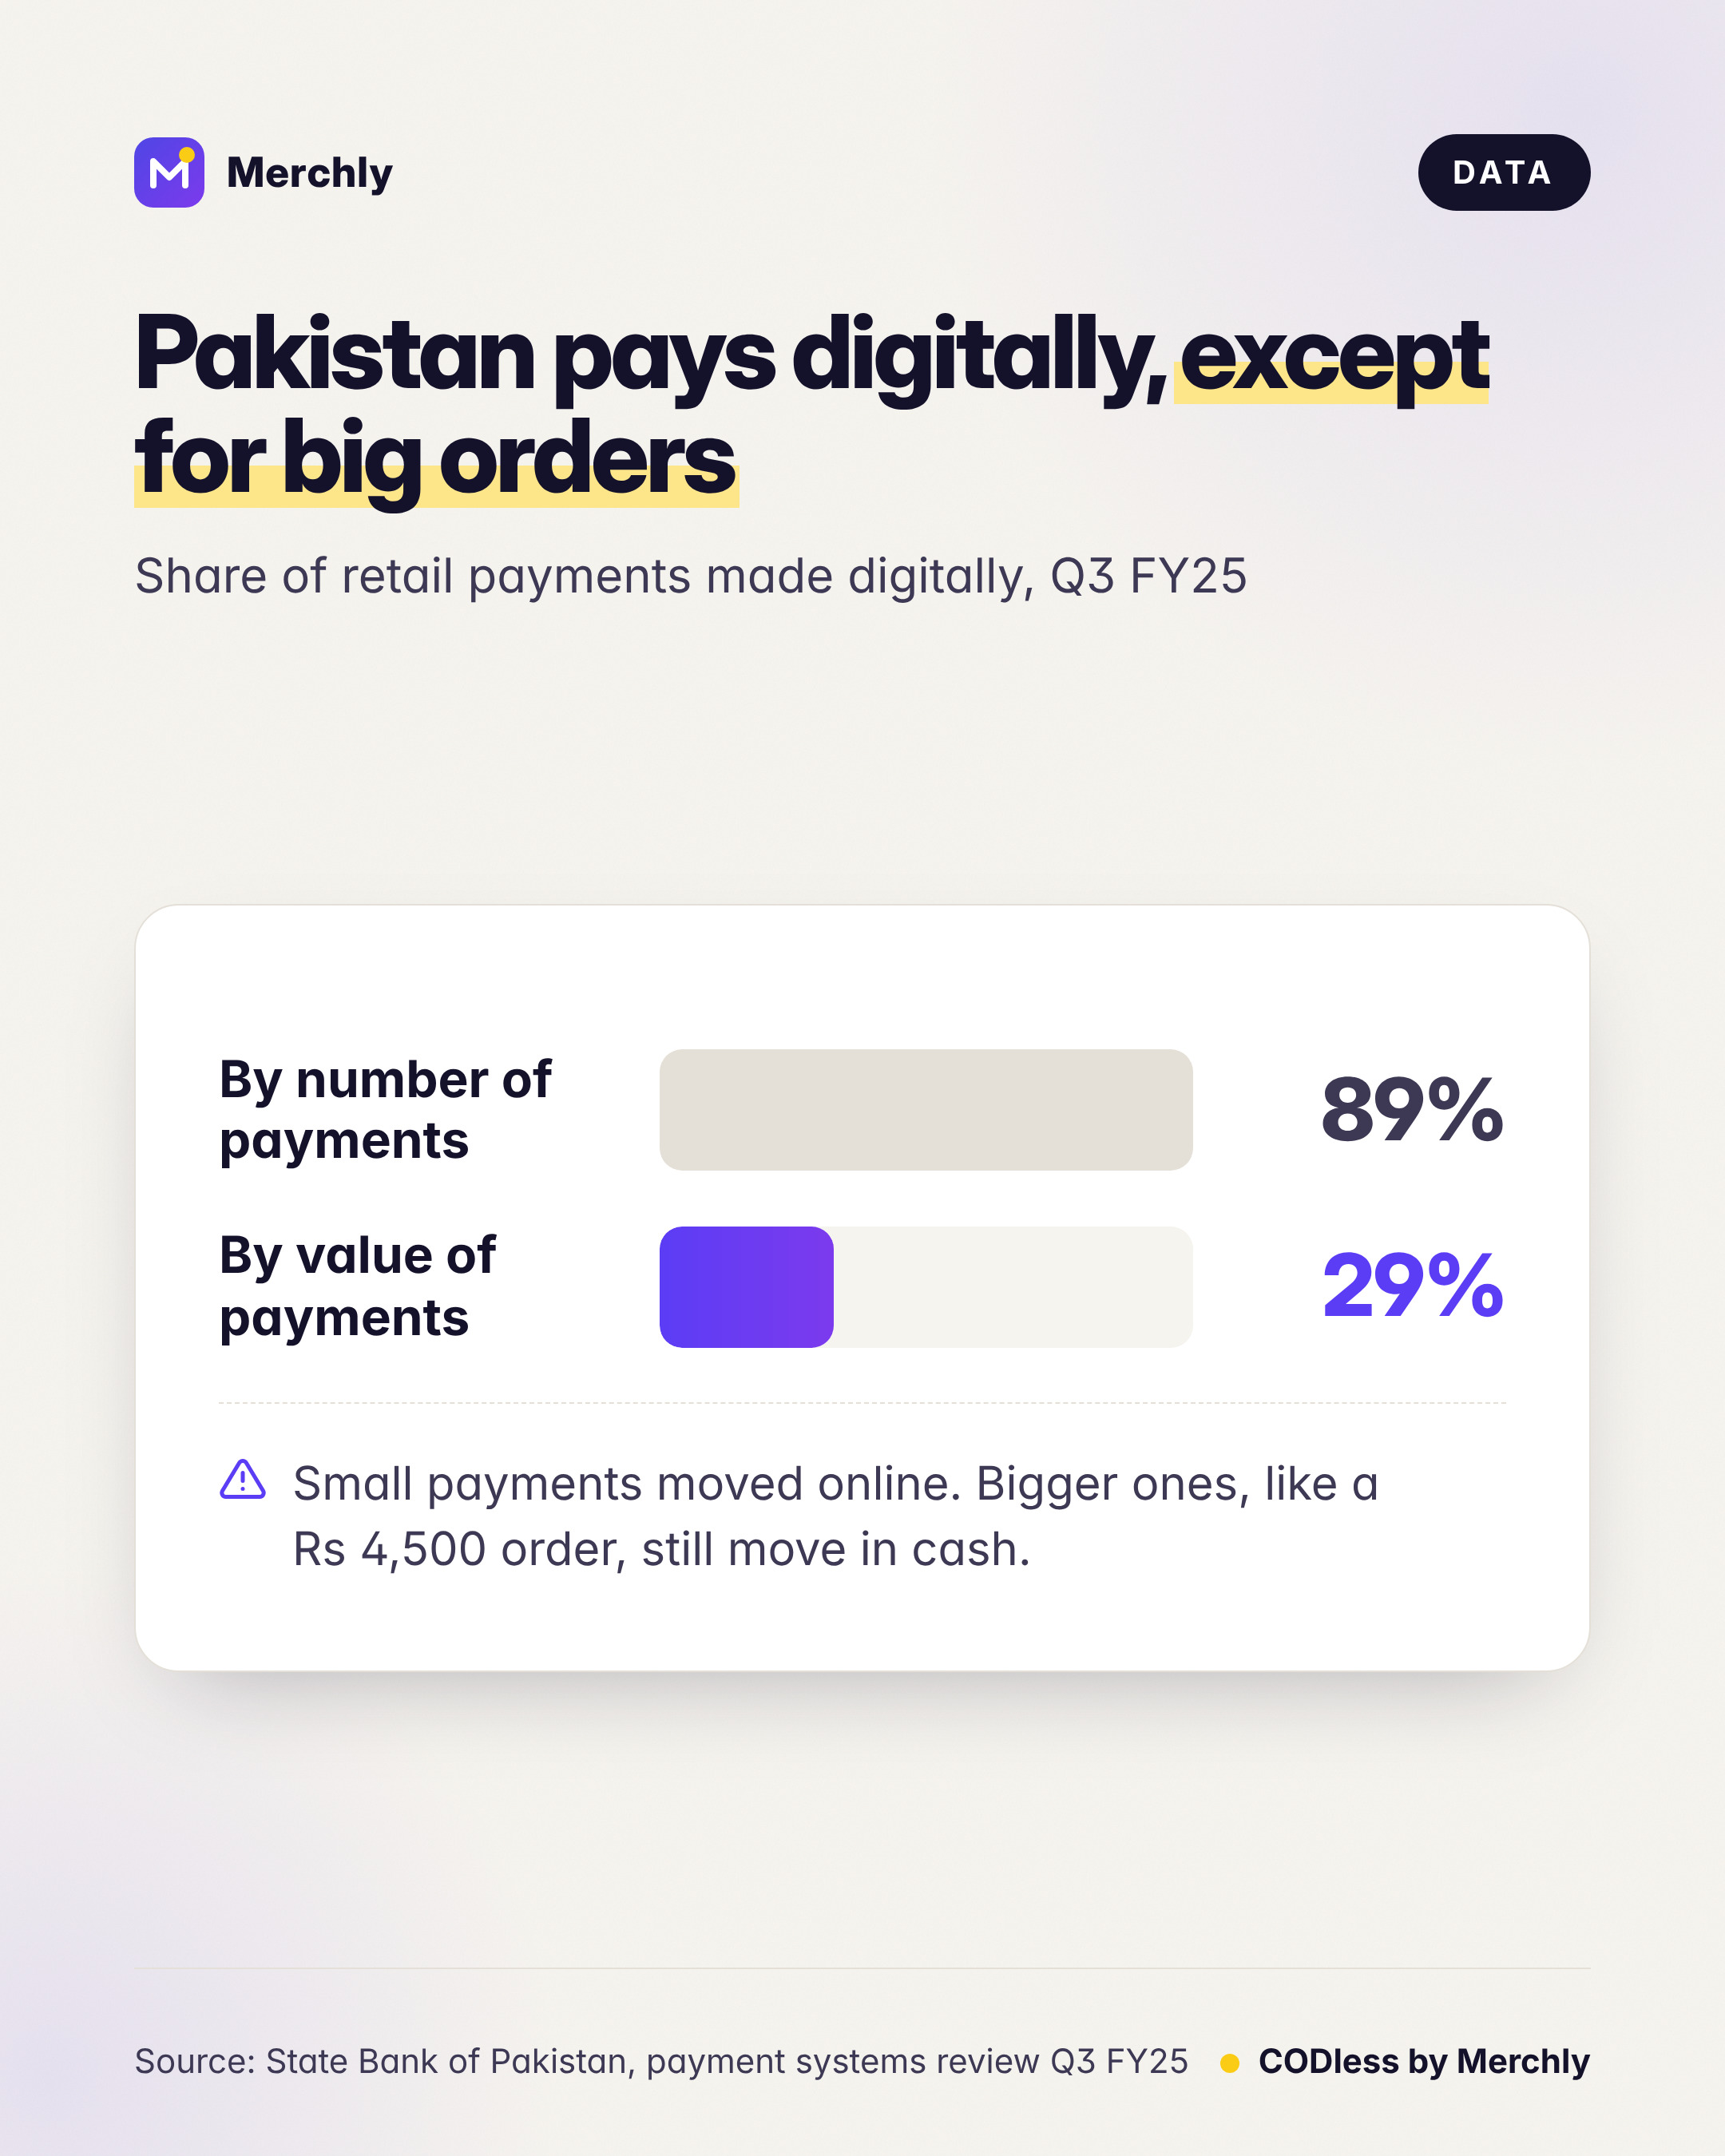 Merchly
DATA
Pakistan pays digitally, except
for big orders
Share of retail payments made digitally, Q3 FY25
By number of
payments
89%
By value of
payments
29%
Small payments moved online. Bigger ones, like a
Rs 4,500 order, still move in cash.
Source: State Bank of Pakistan, payment systems review Q3 FY25
CODless by Merchly